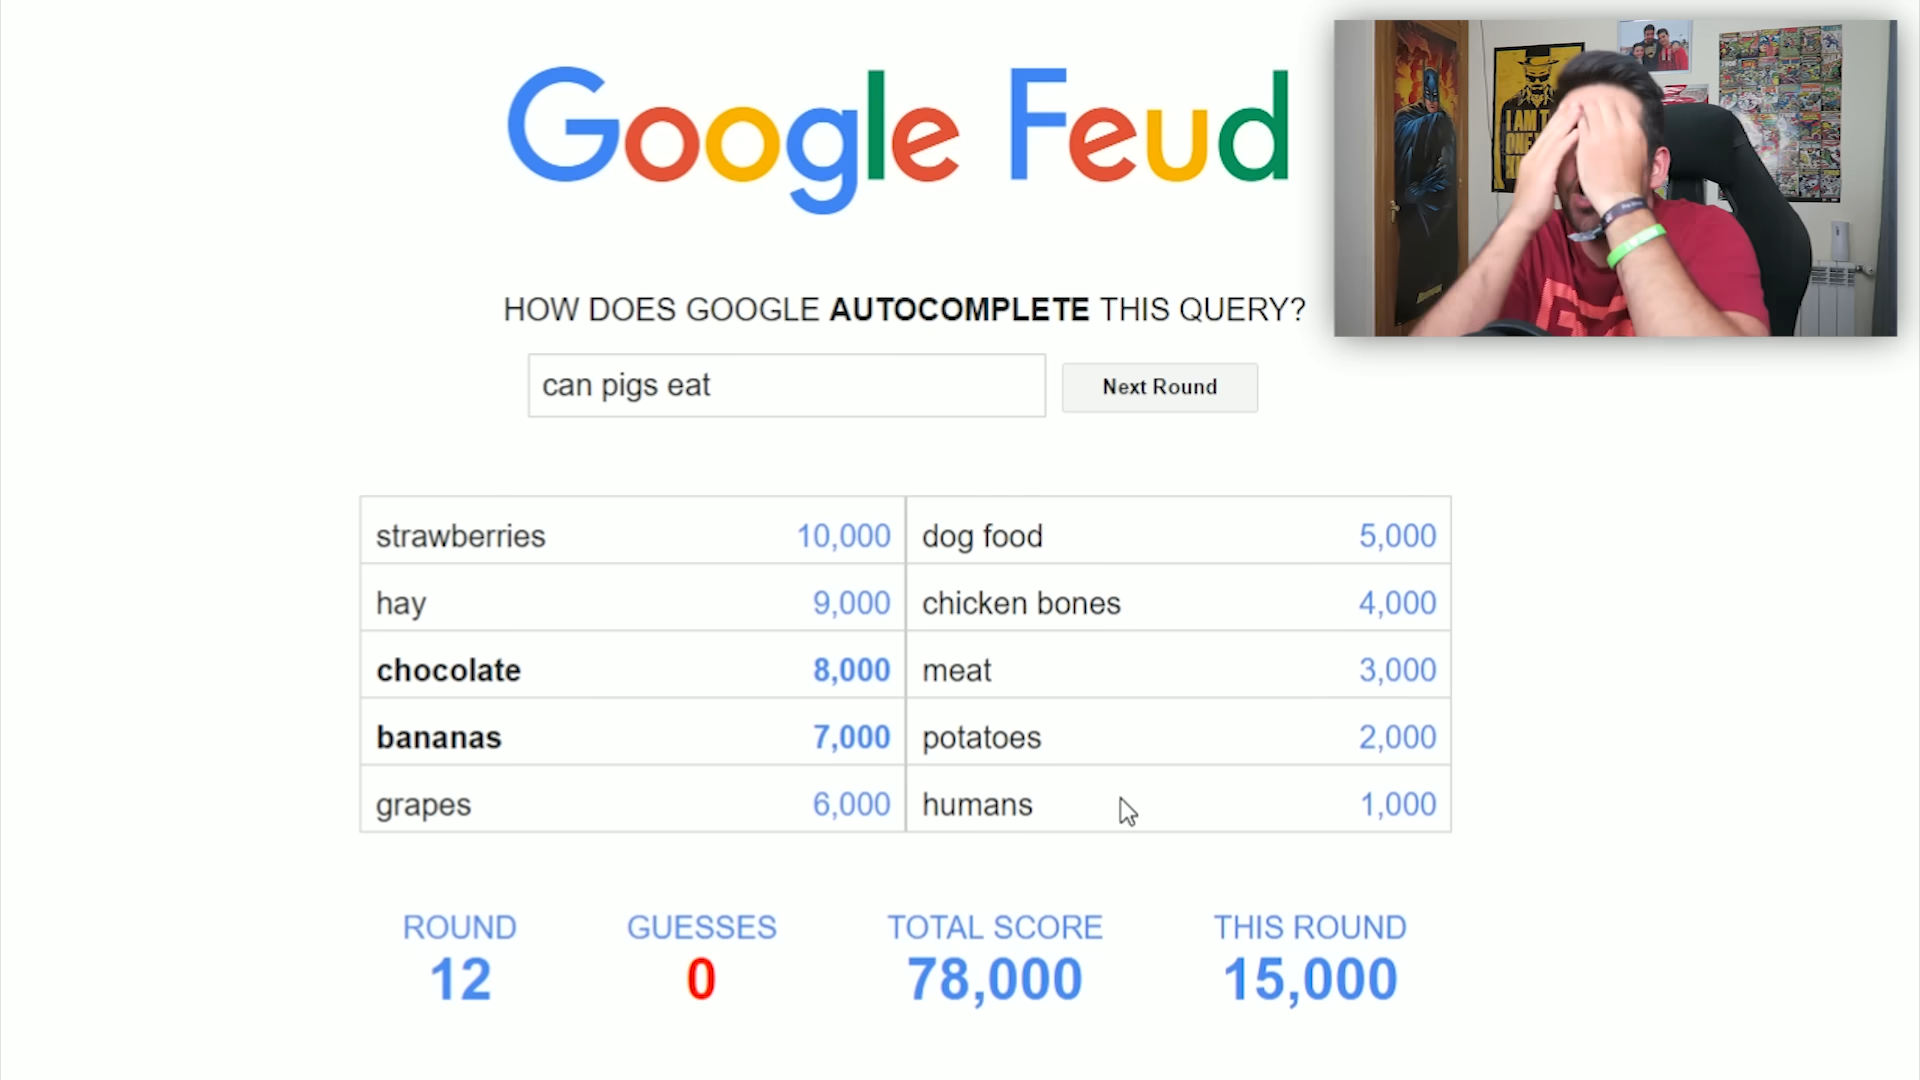 Google Feud
HOW DOES GOOGLE AUTOCOMPLETE THIS QUERY?
can pigs eat
Next Round
strawberries 10,000 dog food 5,000
hay 9,000 chicken bones 4,000
chocolate 8,000 meat 3,000
bananas 7,000 potatoes 2,000
grapes 6,000 humans 1,000
ROUND GUESSES TOTAL SCORE THIS ROUND
12 0 78,000 15,000
I AM T
ONE